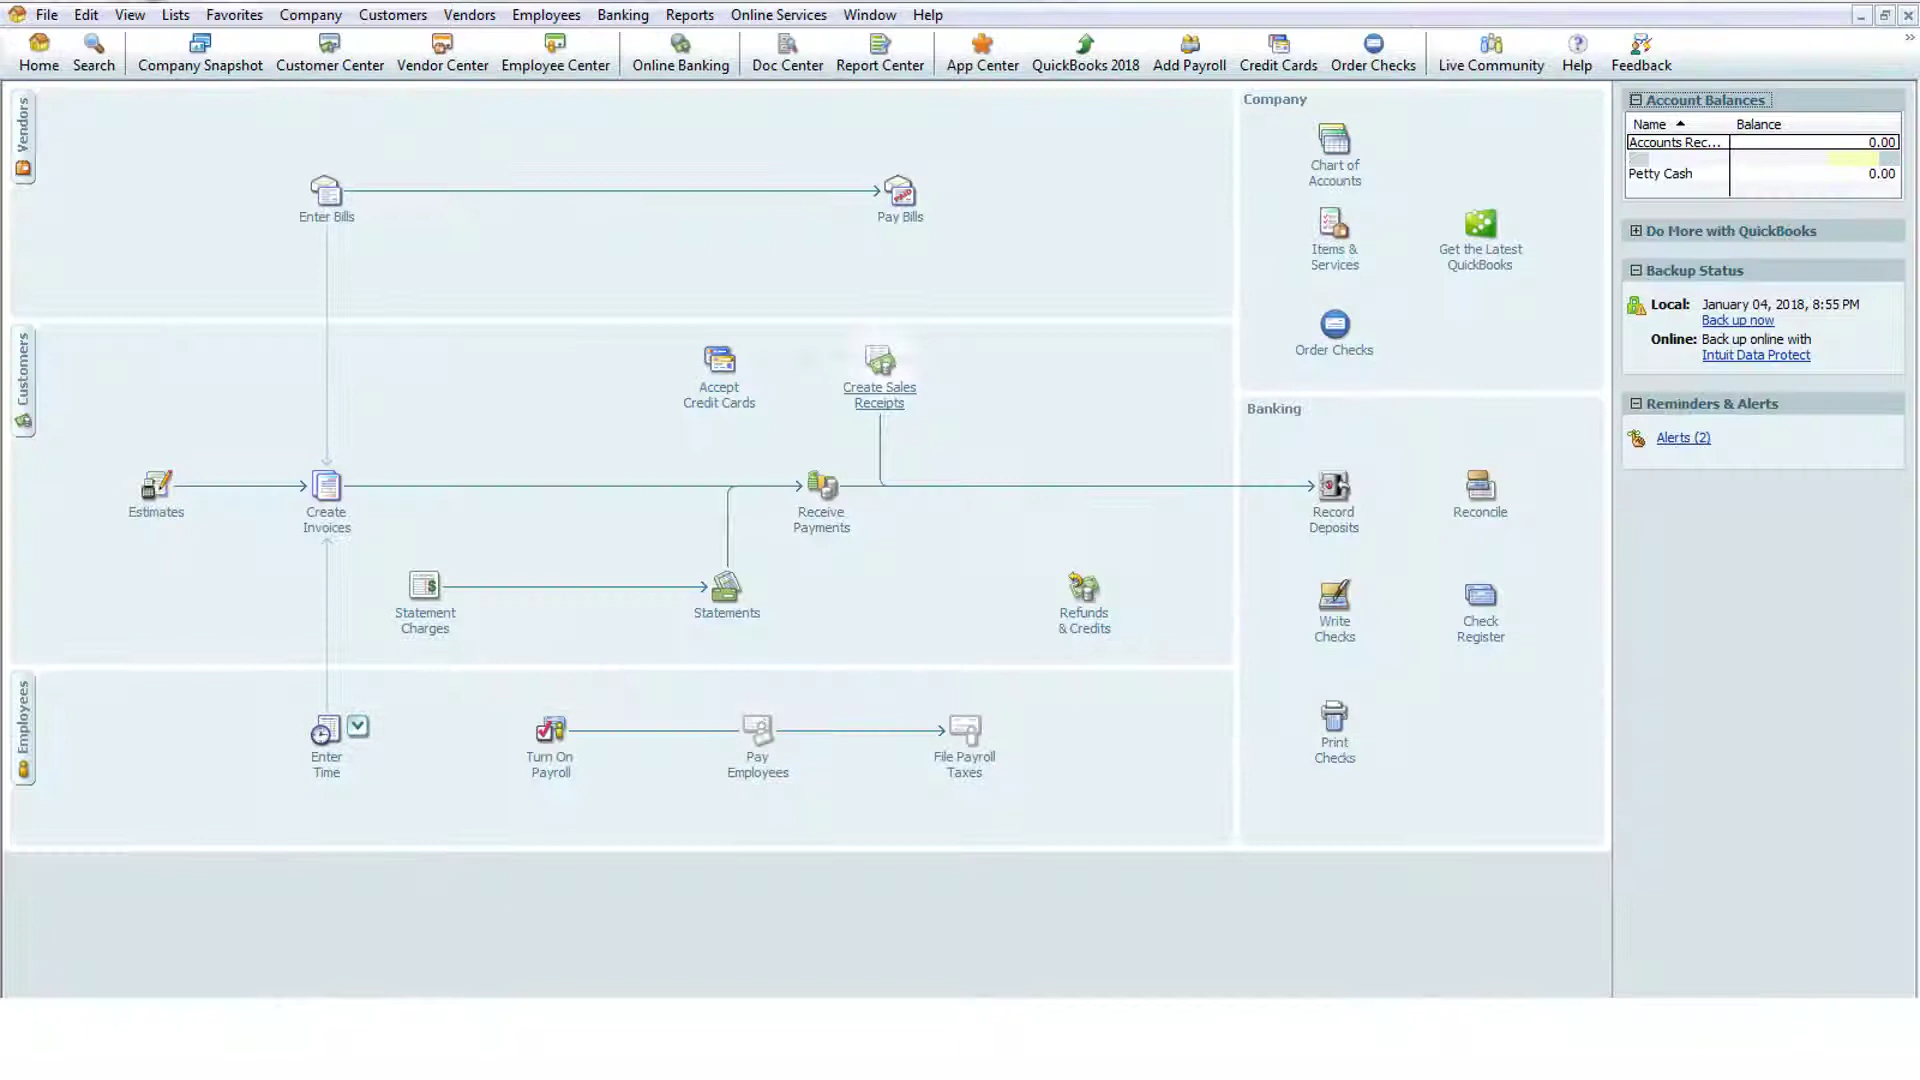 File Edit View Lists Favorites Company Customers Vendors Employees Banking Reports Online Services Window Help
Home Search Company Snapshot Customer Center Vendor Center Employee Center Online Banking Doc Center Report Center App Center QuickBooks 2018 Add Payroll Credit Cards Order Checks Live Community Help Feedback
Vendors
Enter Bills
Pay Bills
Customers
Accept
Credit Cards
Create Sales
Receipts
Estimates
Create
Invoices
Receive
Payments
Statement
Charges
Statements
Refunds
& Credits
Employees
Enter
Time
Turn On
Payroll
Pay
Employees
File Payroll
Taxes
Company
Chart of
Accounts
Items &
Services
Get the Latest
QuickBooks
Order Checks
Banking
Record
Deposits
Reconcile
Write
Checks
Check
Register
Print
Checks
Account Balances
Name Balance
Accounts Rec... 0.00
Petty Cash 0.00
Do More with QuickBooks
Backup Status
Local: January 04, 2018, 8:55 PM
Back up now
Online: Back up online with
Intuit Data Protect
Reminders & Alerts
Alerts (2)